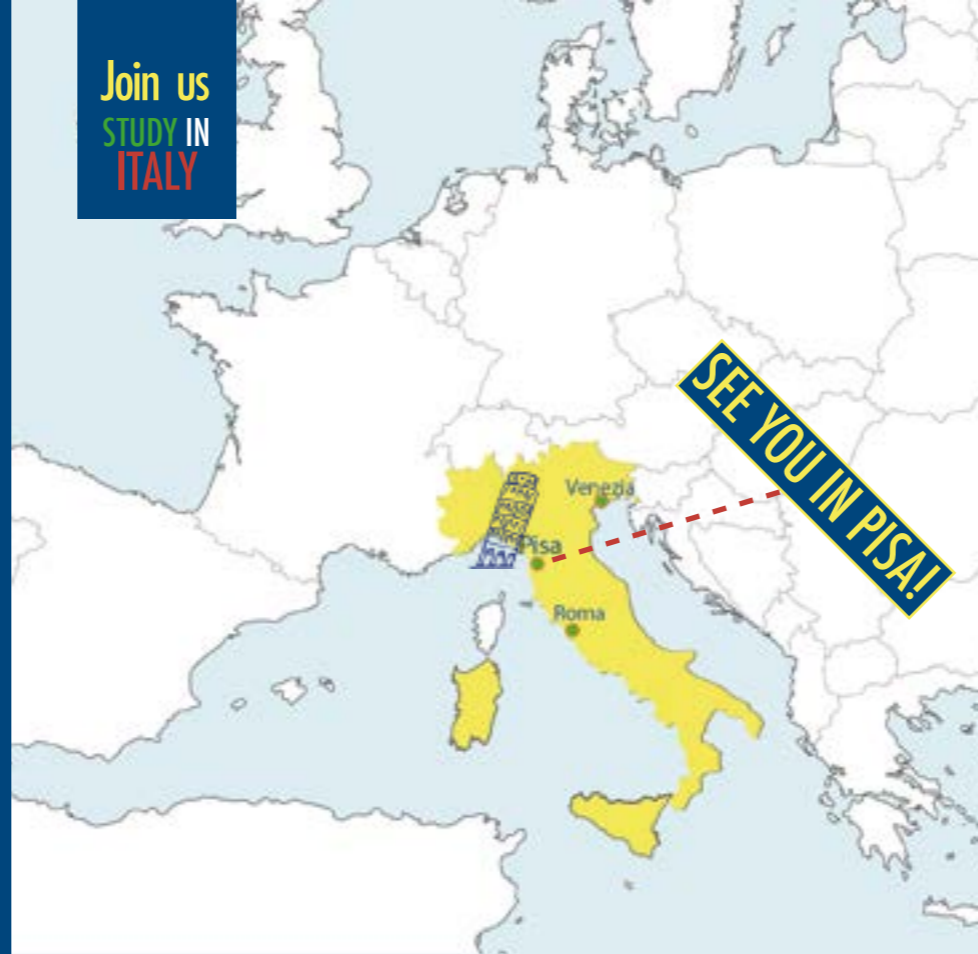 Join us
STUDY IN
ITALY
SEE YOU IN PISA!
Venezia
Pisa
Roma